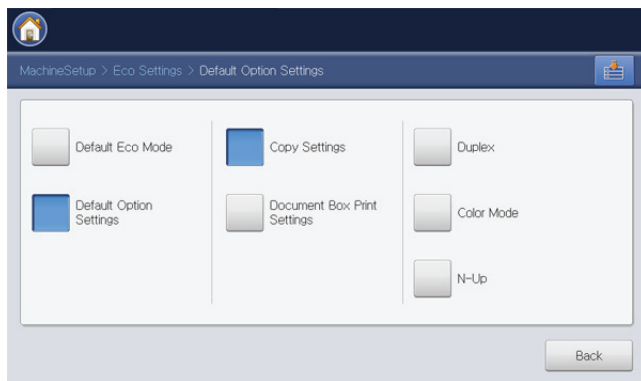 MachineSetup > Eco Settings > Default Option Settings
Default Eco Mode
Default Option
Settings
Copy Settings
Document Box Print
Settings
Duplex
Color Mode
N-Up
Back